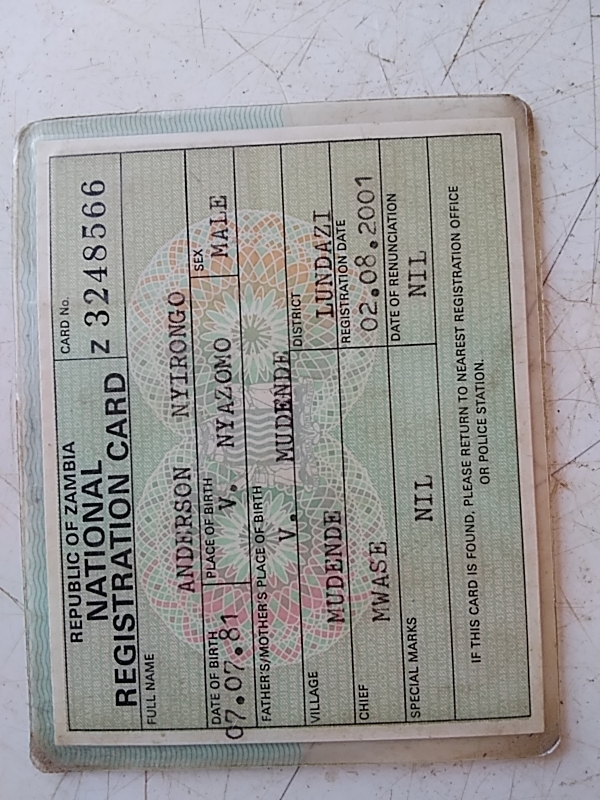 REPUBLIC OF ZAMBIA
NATIONAL
REGISTRATION CARD
CARD No.
Z 3248566
FULL NAME
ANDERSON NYIRONGO
DATE OF BIRTH
07.07.81
PLACE OF BIRTH
V. NYAZOMO
SEX
MALE
FATHER'S/MOTHER'S PLACE OF BIRTH
V. MUDENDE
VILLAGE
MUDENDE
DISTRICT
LUNDAZI
CHIEF
MWASE
REGISTRATION DATE
02.08.2001
SPECIAL MARKS
NIL
DATE OF RENUNCIATION
NIL
IF THIS CARD IS FOUND, PLEASE RETURN TO NEAREST REGISTRATION OFFICE
OR POLICE STATION.